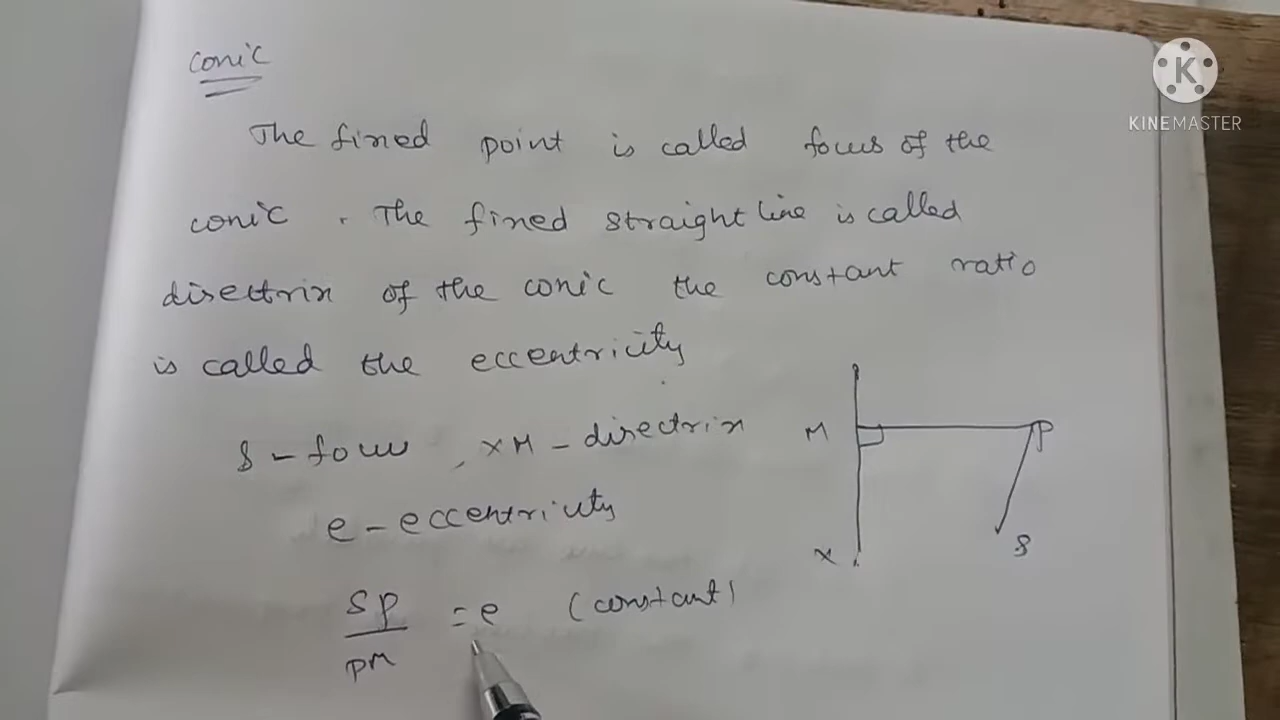 conic
The fixed point is called focus of the
conic. The fixed straight line is called
directrix of the conic the constant ratio
is called the eccentricity
S - focus, XM - directrix
e - eccentricity
SP
PM
= e (constant)
M
P
X
S
K
KINEMASTER